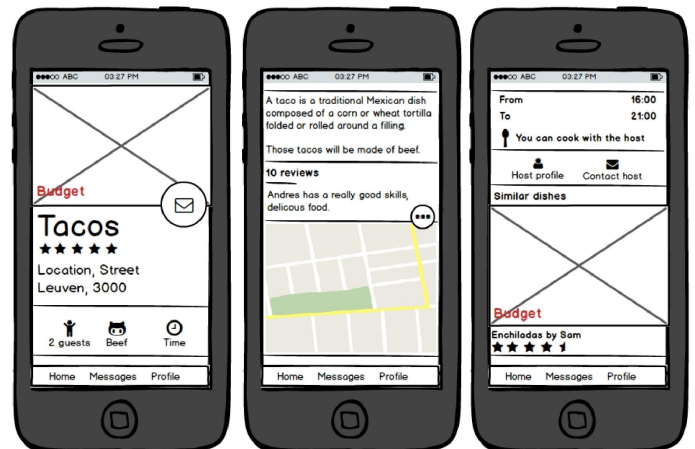 ABC 03:27 PM
Budget
Tacos
Location, Street
Leuven, 3000
2 guests Beef Time
Home Messages Profile
ABC 03:27 PM
A taco is a traditional Mexican dish
composed of a corn or wheat tortilla
folded or rolled around a filling.
Those tacos will be made of beef.
10 reviews
Andres has a really good skills,
delicous food.
Home Messages Profile
ABC 03:27 PM
From 16:00
To 21:00
You can cook with the host
Host profile Contact host
Similar dishes
Budget
Enchiladas by Sam
Home Messages Profile